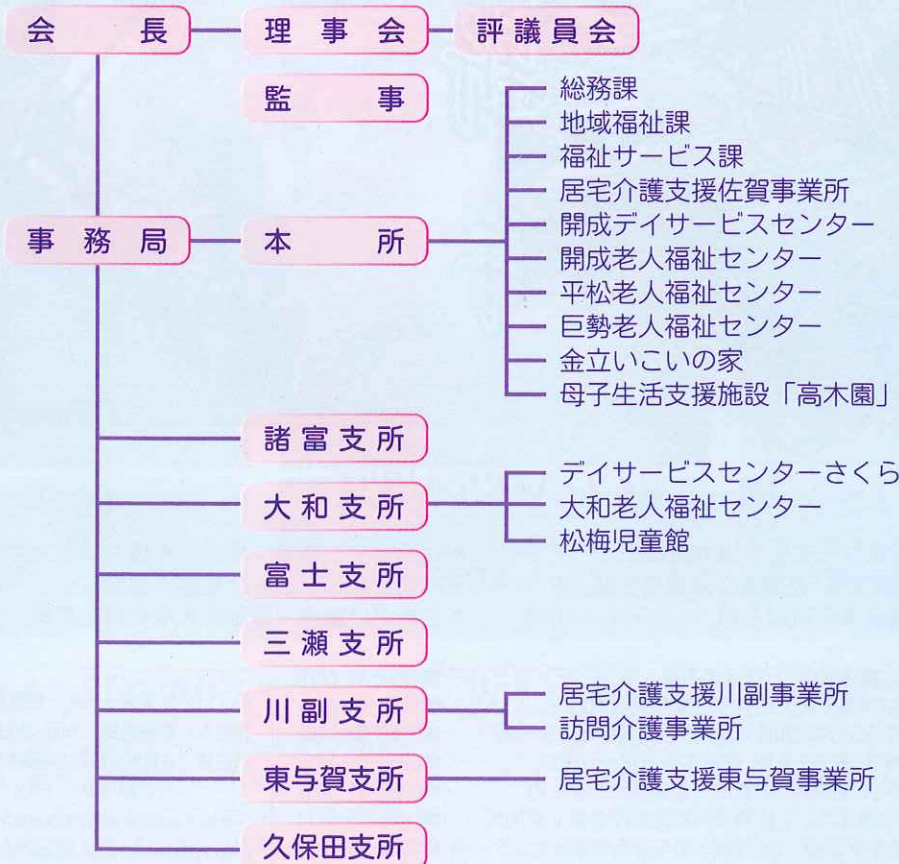 会長 理事会 評議員会
監事
総務課
地域福祉課
福祉サービス課
居宅介護支援佐賀事業所
開成デイサービスセンター
事務局 本所
開成老人福祉センター
平松老人福祉センター
巨勢老人福祉センター
金立いこいの家
母子生活支援施設「高木園」
諸富支所
大和支所
デイサービスセンターさくら
大和老人福祉センター
松梅児童館
富士支所
三瀬支所
川副支所
居宅介護支援川副事業所
訪問介護事業所
東与賀支所 居宅介護支援東与賀事業所
久保田支所